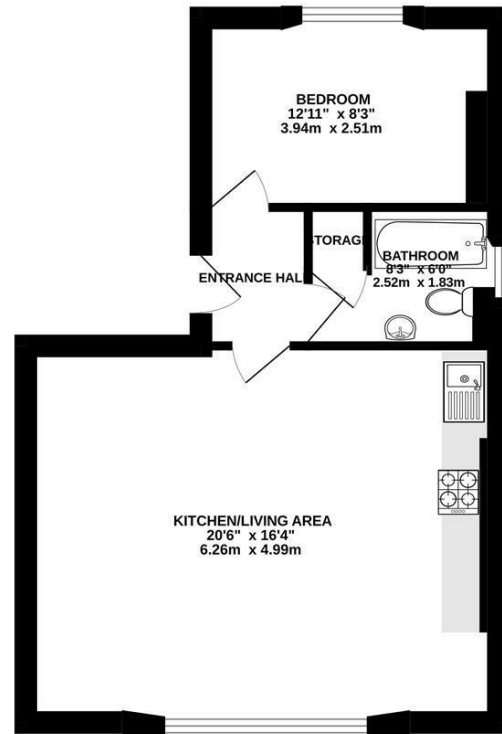 BEDROOM
12'11" x 8'3"
3.94m x 2.51m
STORAGE
BATHROOM
8'3" x 6'0"
2.52m x 1.83m
ENTRANCE HALL
KITCHEN/LIVING AREA
20'6" x 16'4"
6.26m x 4.99m